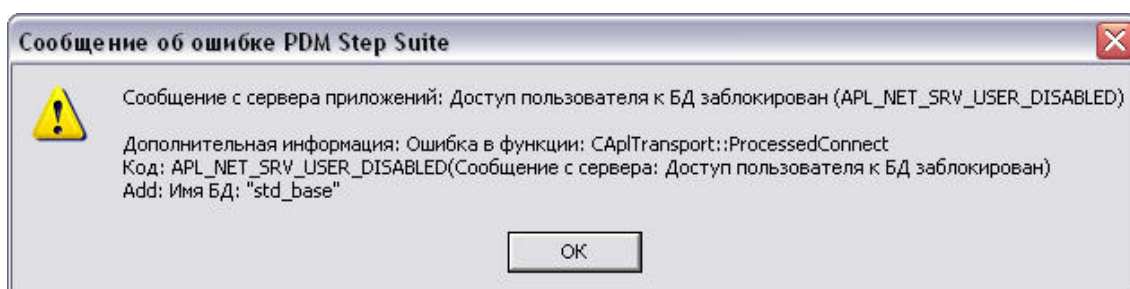 Сообщение об ошибке PDM Step Suite
Сообщение с сервера приложений: Доступ пользователя к БД заблокирован (APL_NET_SRV_USER_DISABLED)
Дополнительная информация: Ошибка в функции: CAplTransport::ProcessedConnect
Код: APL_NET_SRV_USER_DISABLED(Сообщение с сервера: Доступ пользователя к БД заблокирован)
Add: Имя БД: "std_base"
ОК